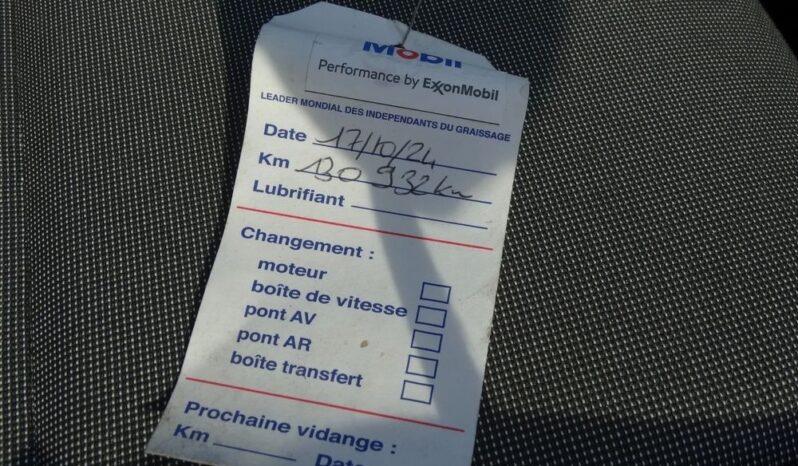 Mobil
Performance by ExxonMobil
LEADER MONDIAL DES INDEPENDANTS DU GRAISSAGE
Date 17/10/24
Km 130 932 km
Lubrifiant
Changement :
moteur
boîte de vitesse
pont AV
pont AR
boîte transfert
Prochaine vidange :
Km Date